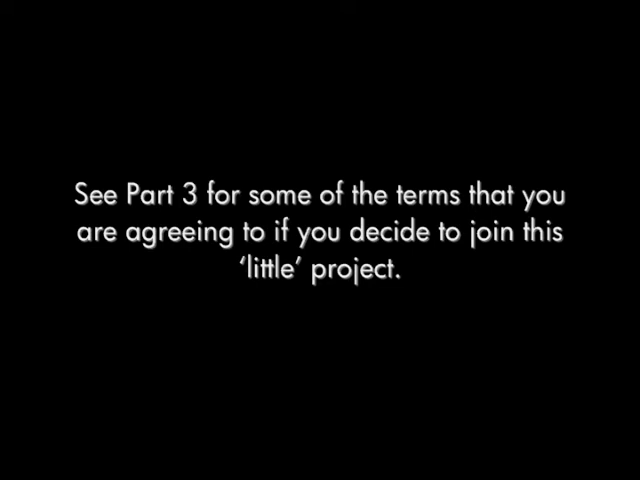 See Part 3 for some of the terms that you
are agreeing to if you decide to join this
‘little’ project.